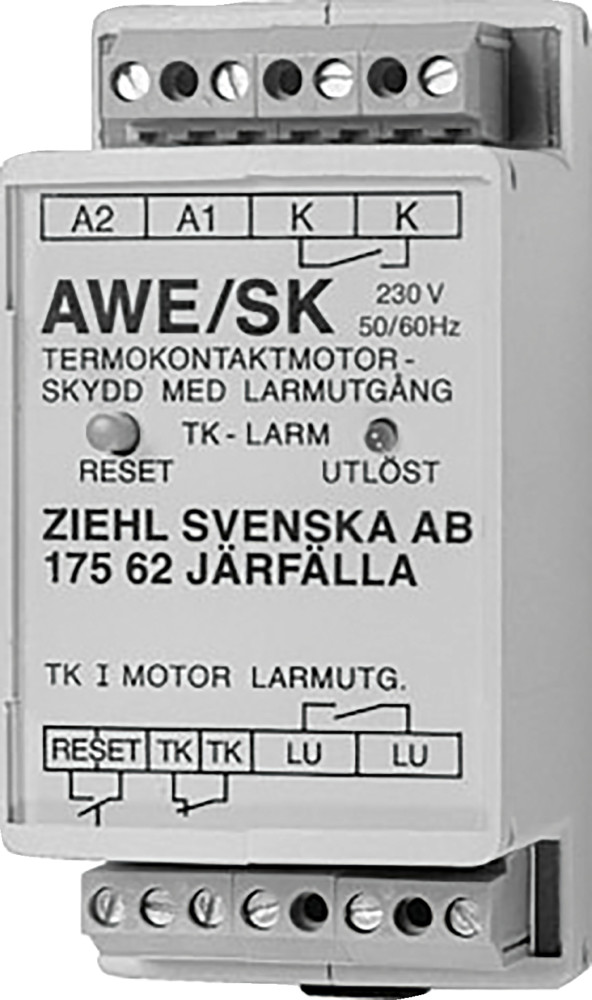 A2 A1 K K
AWE/SK 230 V
50/60Hz
TERMOKONTAKTMOTOR-
SKYDD MED LARMUTGÅNG
TK-LARM
RESET UTLÖST
ZIEHL SVENSKA AB
175 62 JÄRFÄLLA
TK I MOTOR LARMUTG.
RESET TK TK LU LU